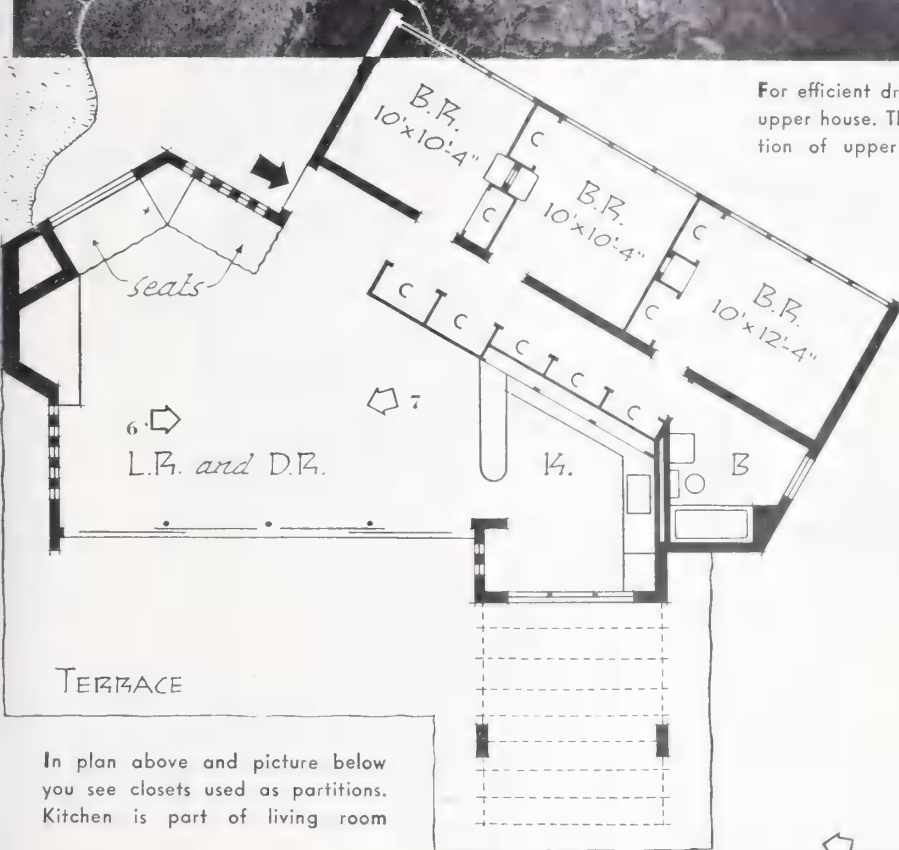 For efficient dr
upper house. Th
tion of upper
B.R.
10'x10'-4"
C
C
B.R.
10'x10'-4"
C
C
B.R.
10'x12'-4"
seats
C
C
C
C
6
7
L.R. and D.R.
K.
B
TERRACE
In plan above and picture below
you see closets used as partitions.
Kitchen is part of living room